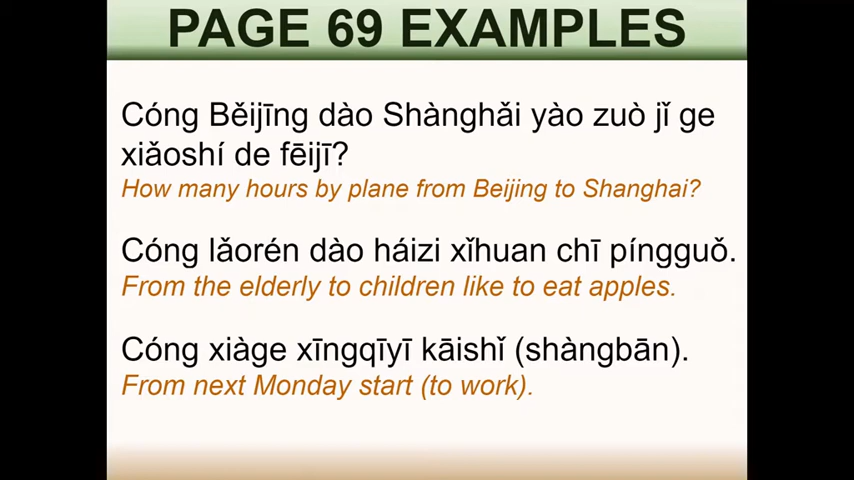 PAGE 69 EXAMPLES
Cóng Běijīng dào Shànghǎi yào zuò jǐ ge
xiǎoshí de fēijī?
How many hours by plane from Beijing to Shanghai?
Cóng lǎorén dào háizi xǐhuan chī píngguǒ.
From the elderly to children like to eat apples.
Cóng xiàge xīngqīyī kāishǐ (shàngbān).
From next Monday start (to work).